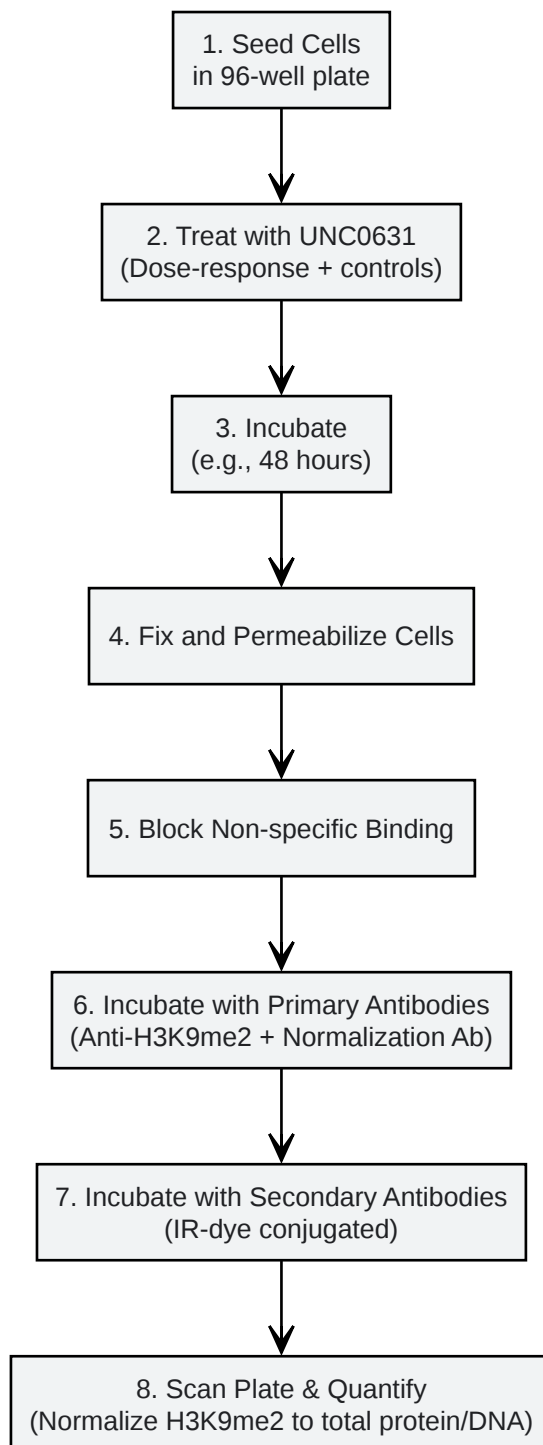 1. Seed Cells
in 96-well plate
2. Treat with UNC0631
(Dose-response + controls)
3. Incubate
(e.g., 48 hours)
4. Fix and Permeabilize Cells
5. Block Non-specific Binding
6. Incubate with Primary Antibodies
(Anti-H3K9me2 + Normalization Ab)
7. Incubate with Secondary Antibodies
(IR-dye conjugated)
8. Scan Plate & Quantify
(Normalize H3K9me2 to total protein/DNA)